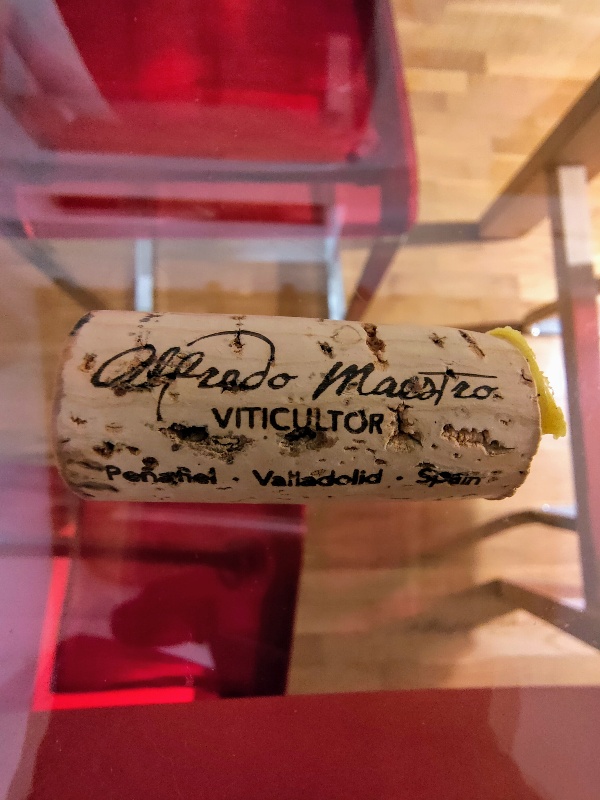 Alfredo Maestro
VITICULTOR
Peñafiel · Valladolid · Spain